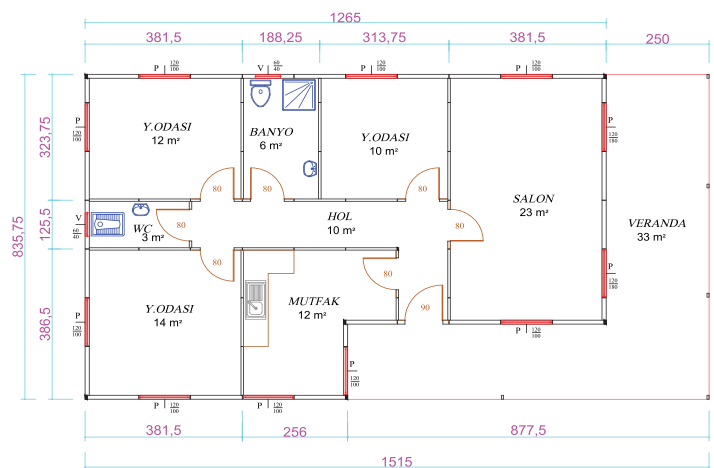 1265
381,5 188,25 313,75 381,5 250
P 120/100 V 60/40 P 120/100 P 120/100
323,75
P 120/100
Y.ODASI
12 m²
BANYO
6 m²
Y.ODASI
10 m²
P 120/180
80 80 80
835,75
125,5
V 60/40
WC
3 m²
80
HOL
10 m²
80
SALON
23 m²
VERANDA
33 m²
80
80
P 120/180
386,5
P 120/100
Y.ODASI
14 m²
MUTFAK
12 m²
90
P 120/100
P 120/100
P 120/100 P 120/100
381,5 256 877,5
1515